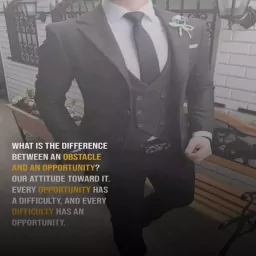 WHAT IS THE DIFFERENCE
BETWEEN AN OBSTACLE
AND AN OPPORTUNITY?
OUR ATTITUDE TOWARD IT.
EVERY OPPORTUNITY HAS
A DIFFICULTY, AND EVERY
DIFFICULTY HAS AN
OPPORTUNITY.